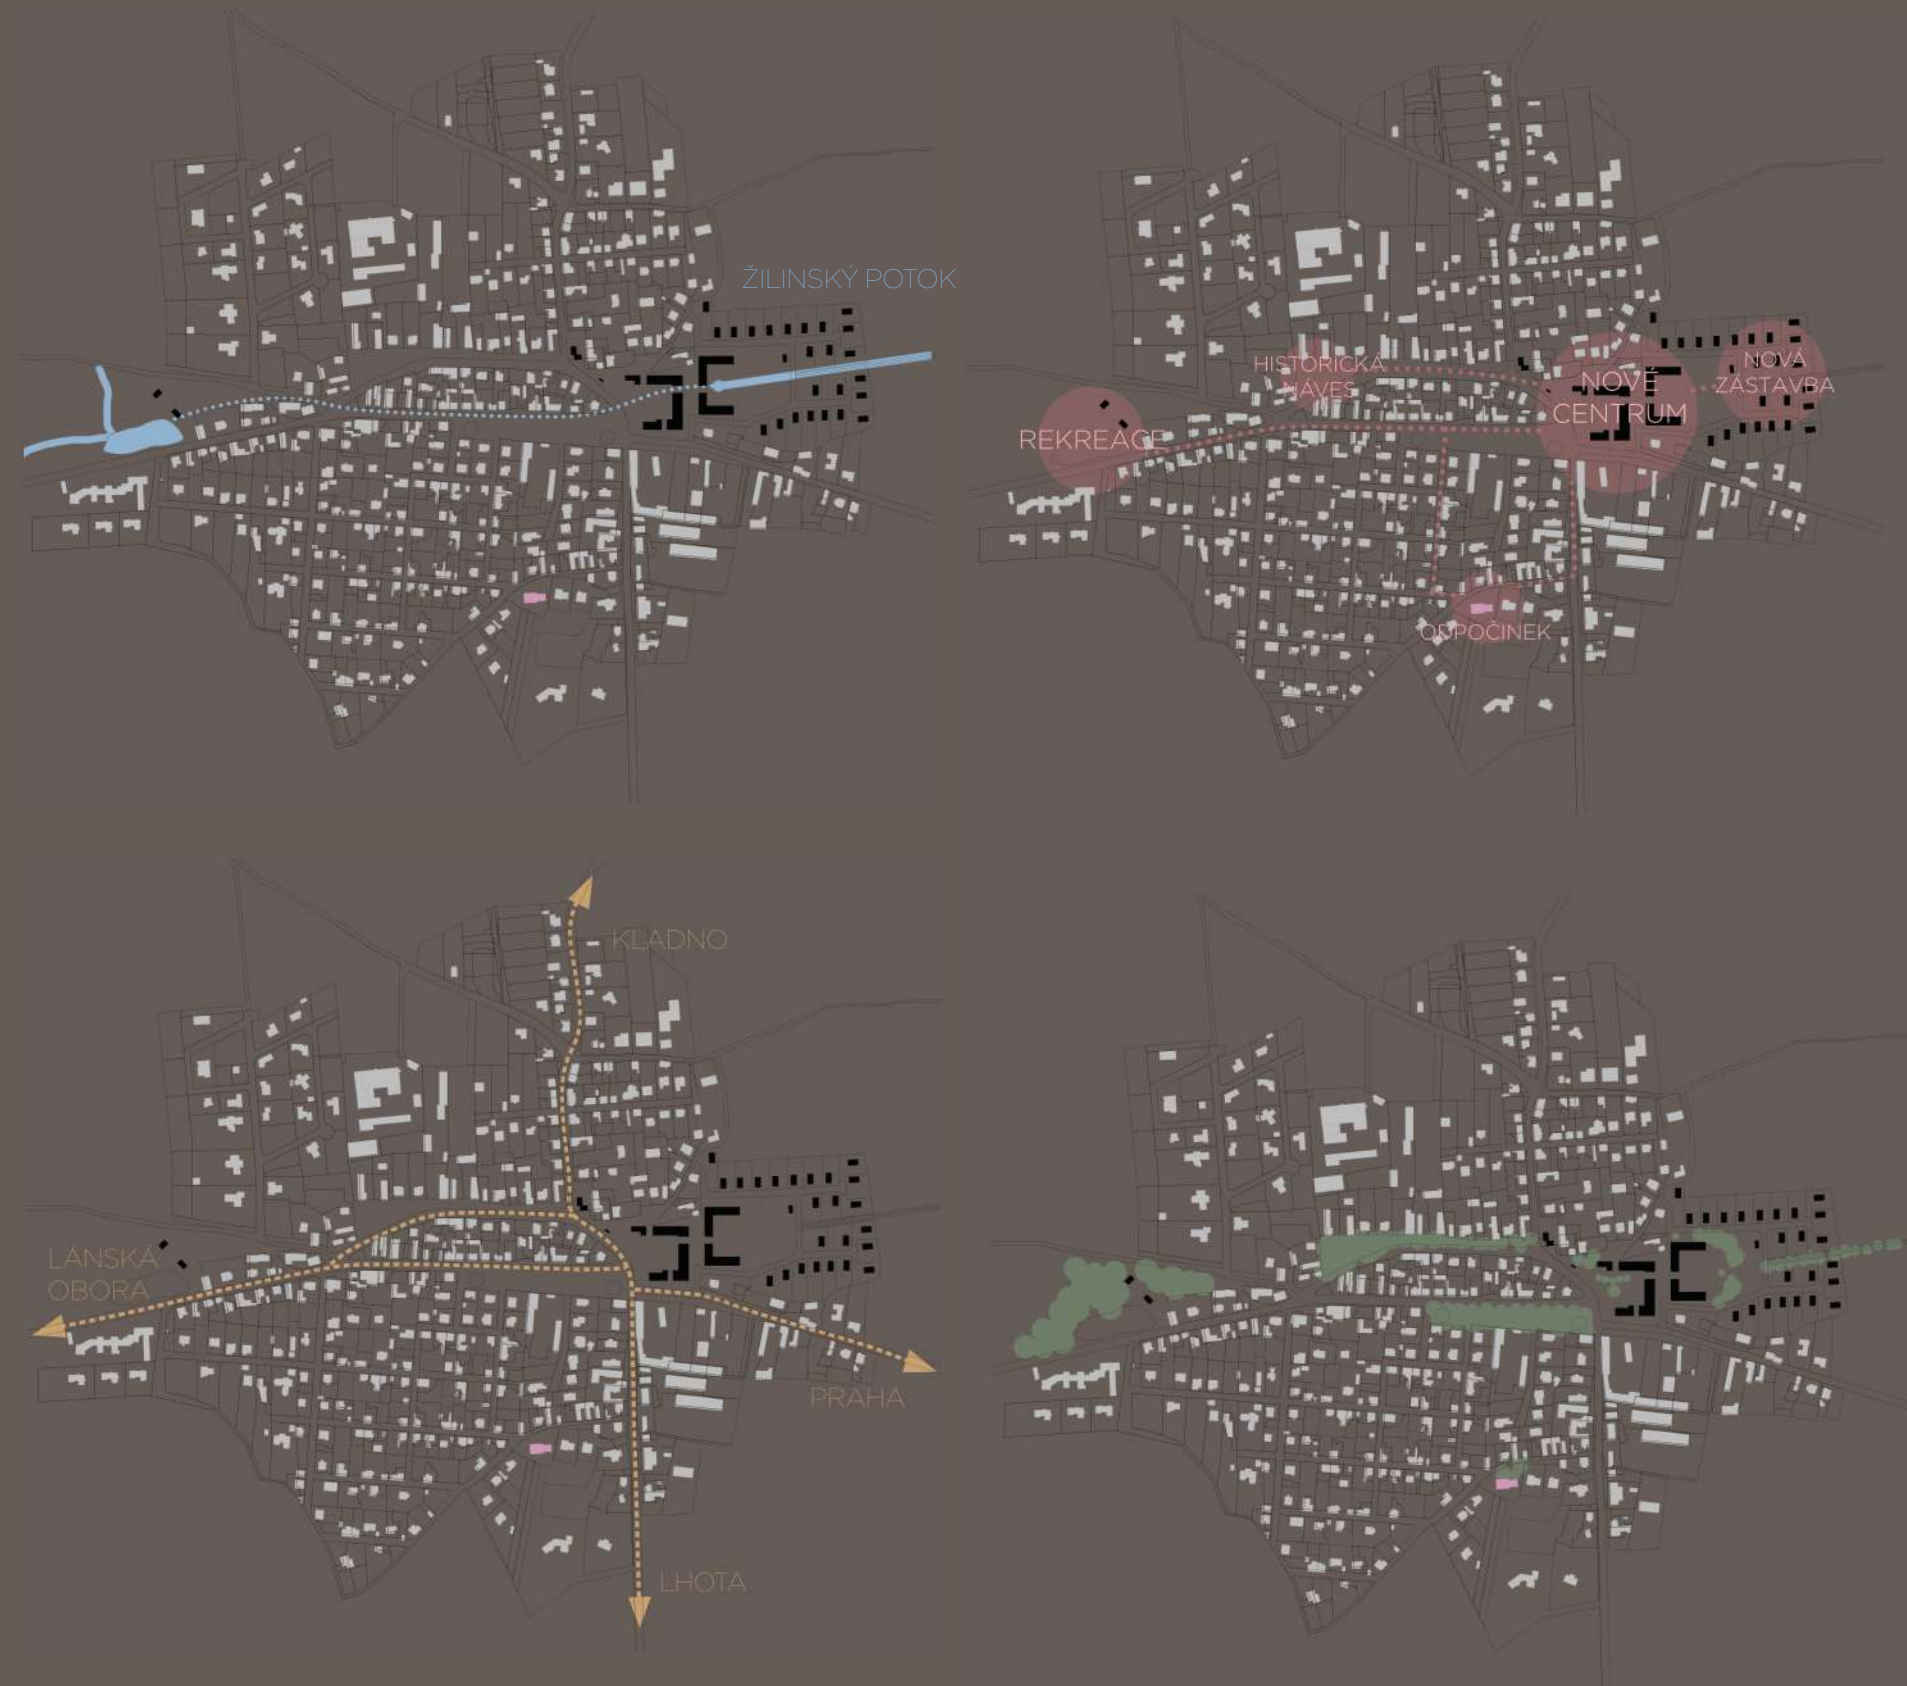 ŽILINSKÝ POTOK
HISTORICKÁ
NÁVES
NOVÁ
ZÁSTAVBA
NOVÉ
CENTRUM
REKREACE
ODPOČINEK
KLADNO
LÁNSKÁ
OBORA
PRAHA
LHOTA